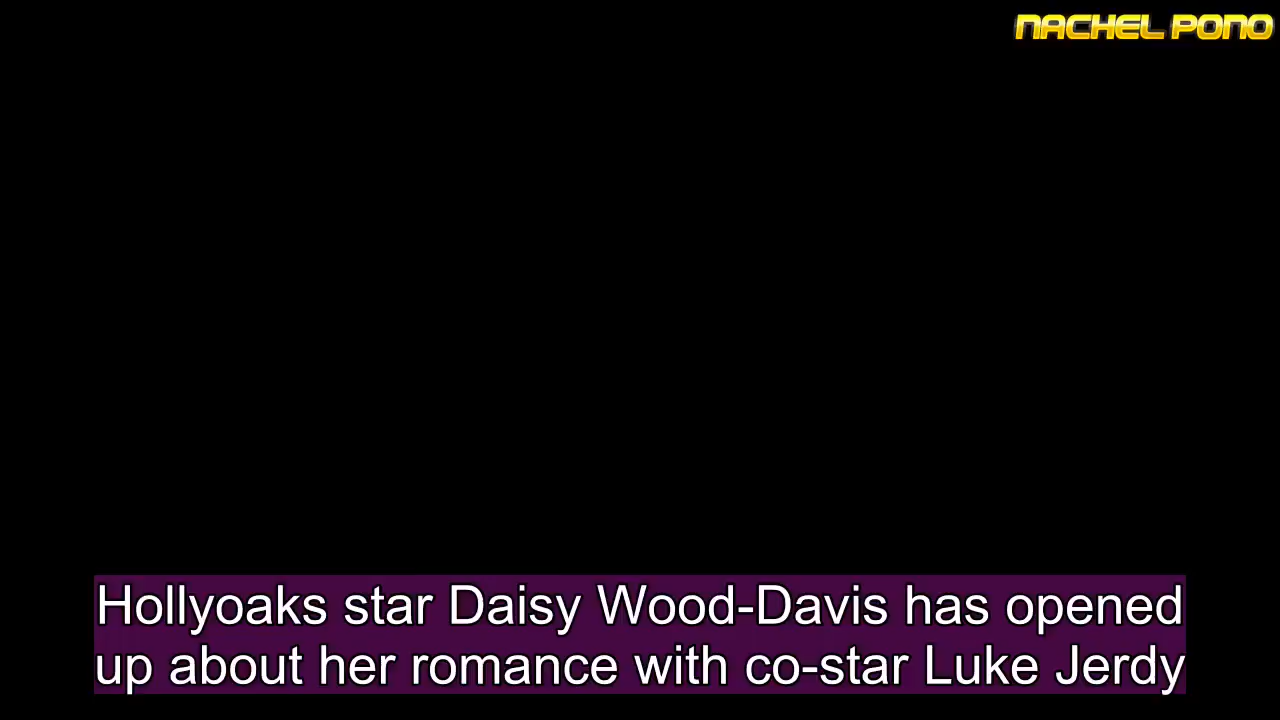 NACHEL PONO
Hollyoaks star Daisy Wood-Davis has opened
up about her romance with co-star Luke Jerdy